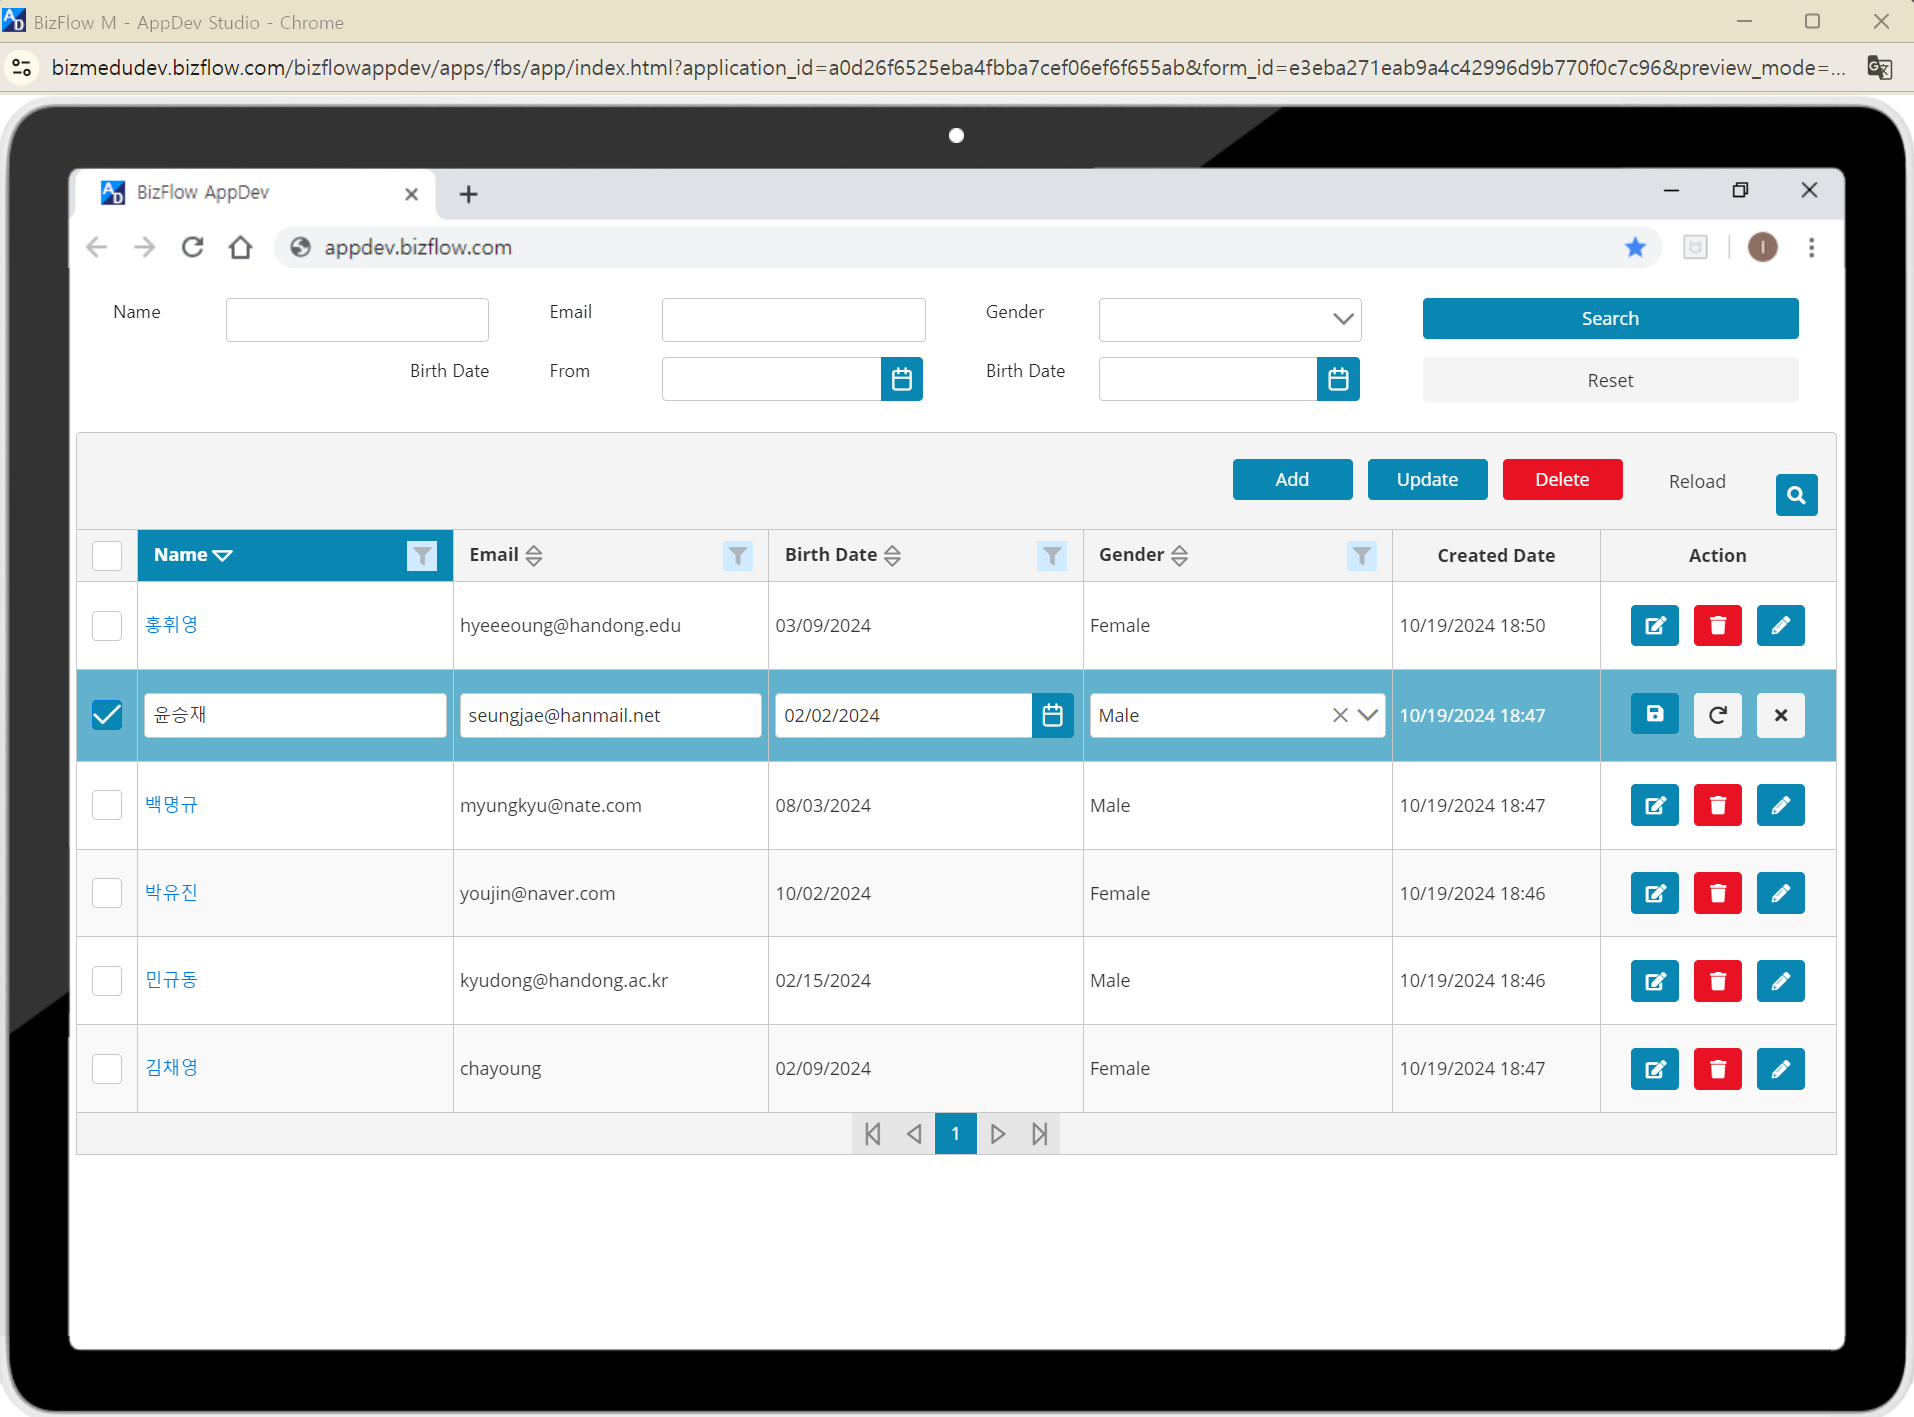 BizFlow M - AppDev Studio - Chrome
bizmedudev.bizflow.com/bizflowappdev/apps/fbs/app/index.html?application_id=a0d26f6525eba4fbba7cef06ef6f655ab&form_id=e3eba271eab9a4c42996d9b770f0c7c96&preview_mode=...
BizFlow AppDev
appdev.bizflow.com
Name Email Gender Search
Birth Date From Birth Date Reset
Add Update Delete Reload
Name Email Birth Date Gender Created Date Action
홍휘영 hyeeeoung@handong.edu 03/09/2024 Female 10/19/2024 18:50
윤승재 seungjae@hanmail.net 02/02/2024 Male 10/19/2024 18:47
백명규 myungkyu@nate.com 08/03/2024 Male 10/19/2024 18:47
박유진 youjin@naver.com 10/02/2024 Female 10/19/2024 18:46
민규동 kyudong@handong.ac.kr 02/15/2024 Male 10/19/2024 18:46
김채영 chayoung 02/09/2024 Female 10/19/2024 18:47
1